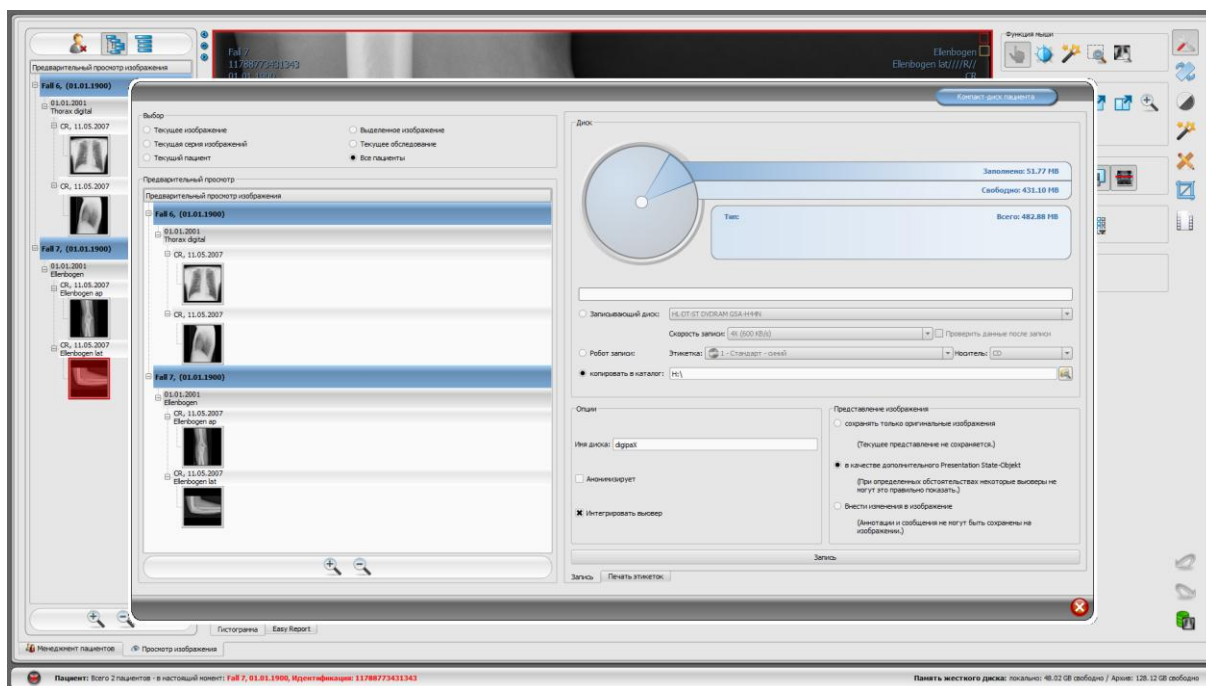 Функция мыши
Предварительный просмотр изображения
Fall 6, (01.01.1900)
01.01.2001
Thorax digital
CR, 11.05.2007
CR, 11.05.2007
Fall 7, (01.01.1900)
01.01.2001
Ellenbogen
CR, 11.05.2007
Ellenbogen ap
CR, 11.05.2007
Ellenbogen lat
Fall 7
11788773431343
01.01.1900
Ellenbogen
Ellenbogen lat////R//
CR
Компакт-диск пациента
Выбор
Текущее изображение
Выделенное изображение
Текущая серия изображений
Текущее обследование
Текущий пациент
Все пациенты
Предварительный просмотр
Предварительный просмотр изображения
Fall 6, (01.01.1900)
01.01.2001
Thorax digital
CR, 11.05.2007
CR, 11.05.2007
Fall 7, (01.01.1900)
01.01.2001
Ellenbogen
CR, 11.05.2007
Ellenbogen ap
CR, 11.05.2007
Ellenbogen lat
Диск
Заполнено: 51.77 MB
Свободно: 431.10 MB
Тип:
Всего: 482.88 MB
Записывающий диск: HL-DT-ST DVDRAM GSA-H44N
Скорость записи: 4X (600 KB/s) Проверить данные после записи
Робот записи: Этикетка: 1 - Стандарт - синий Носитель: CD
копировать в каталог: H:\
Опции
Имя диска: digipaX
Анонимизирует
Интегрировать вьювер
Представление изображения
сохранять только оригинальные изображения
(Текущее представление не сохраняется.)
в качестве дополнительного Presentation State-Objekt
(При определенных обстоятельствах некоторые вьюверы не
могут это правильно показать.)
Внести изменения в изображение
(Аннотации и сообщения не могут быть сохранены на
изображении.)
Запись
Запись Печать этикеток
Гистограмма Easy Report
Менеджмент пациентов Просмотр изображения
Пациент: Всего 2 пациентов - в настоящий момент: Fall 7, 01.01.1900, Идентификация: 11788773431343
Память жесткого диска: локально: 48.02 GB свободно / Архив: 128.12 GB свободно